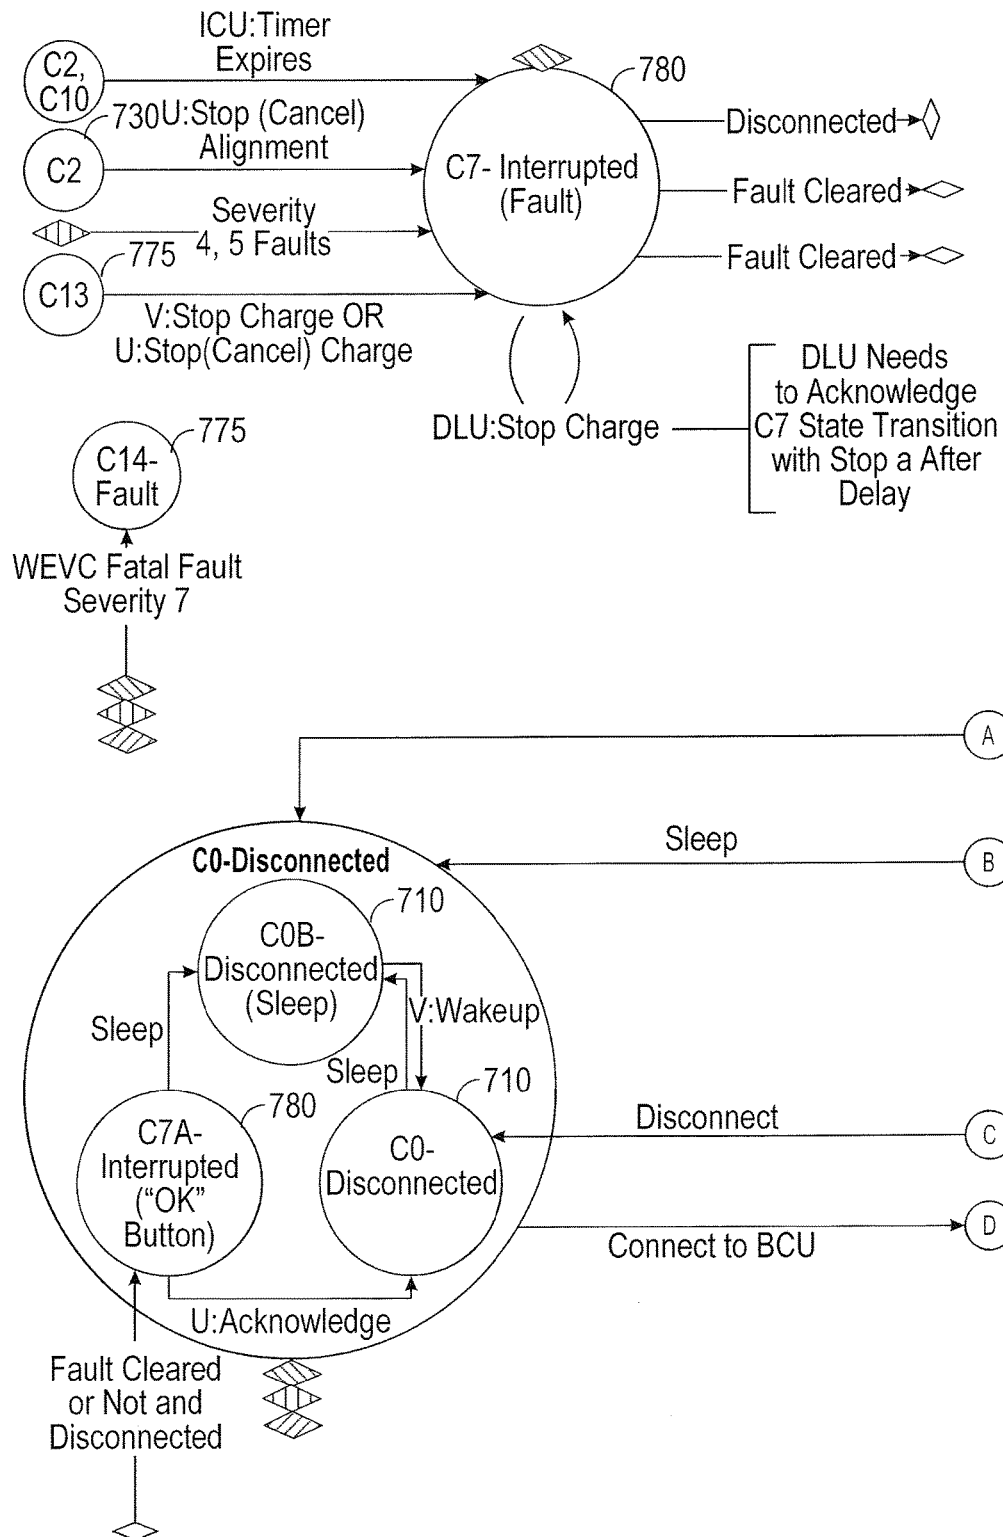 ICU:Timer
Expires
C2,
C10
780
730
U:Stop (Cancel)
Alignment
C2
Disconnected
C7- Interrupted
(Fault)
Fault Cleared
Severity
4, 5 Faults
775
Fault Cleared
C13
V:Stop Charge OR
U:Stop(Cancel) Charge
DLU:Stop Charge
DLU Needs
to Acknowledge
C7 State Transition
with Stop a After
Delay
775
C14-
Fault
WEVC Fatal Fault
Severity 7
A
Sleep
B
C0-Disconnected
710
C0B-
Disconnected
(Sleep)
V:Wakeup
Sleep
Sleep
710
780
C7A-
Interrupted
("OK"
Button)
C0-
Disconnected
Disconnect
C
D
Connect to BCU
U:Acknowledge
Fault Cleared
or Not and
Disconnected